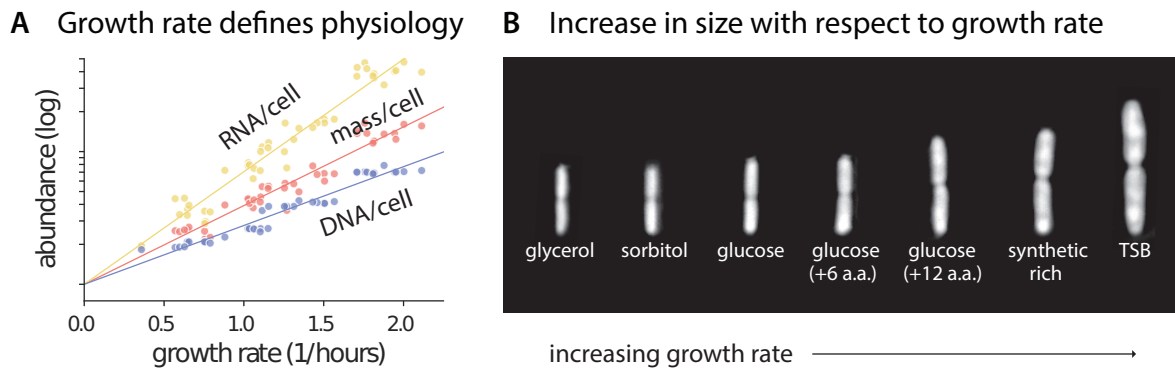 A Growth rate defines physiology
abundance (log)
RNA/cell
mass/cell
DNA/cell
0.0 0.5 1.0 1.5 2.0
growth rate (1/hours)
B Increase in size with respect to growth rate
glycerol sorbitol glucose glucose glucose synthetic TSB
(+6 a.a.) (+12 a.a.) rich
increasing growth rate